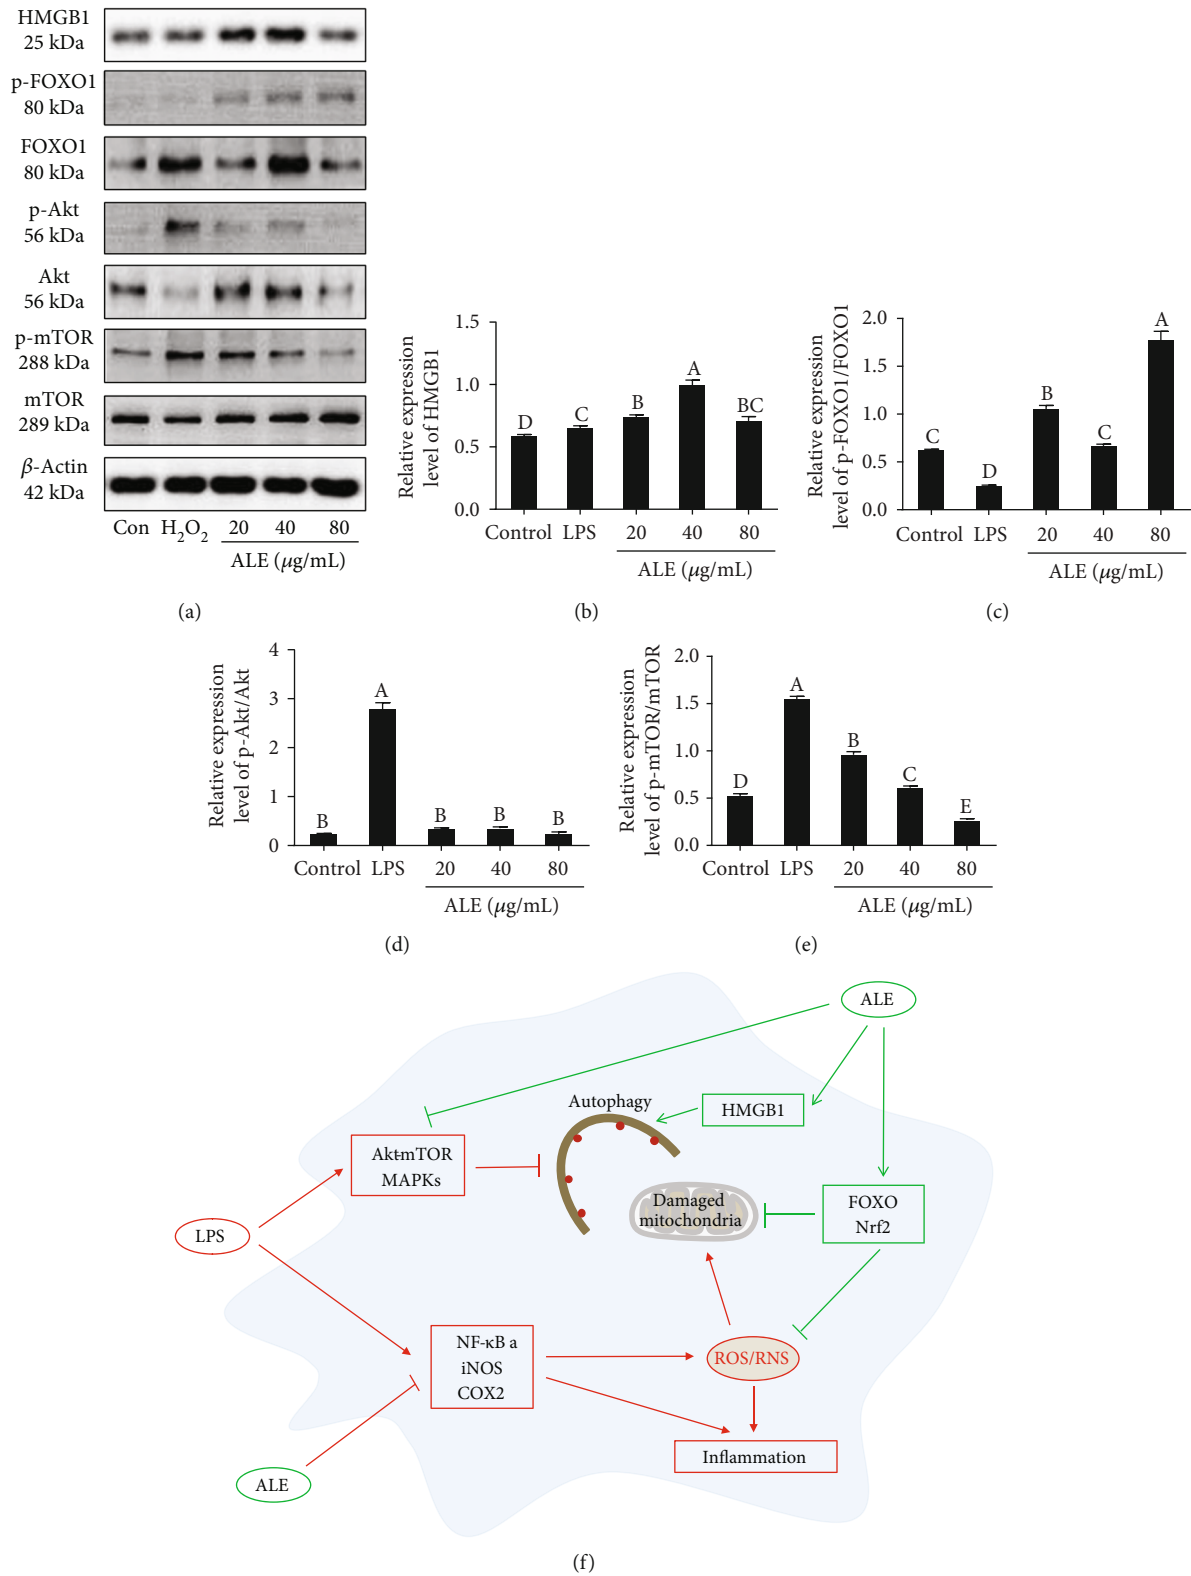 HMGB1
25 kDa
p-FOXO1
80 kDa
FOXO1
80 kDa
p-Akt
56 kDa
Akt
56 kDa
p-mTOR
288 kDa
mTOR
289 kDa
β-Actin
42 kDa
Con H₂O₂ 20 40 80
ALE (μg/mL)
(a)
Relative expression
level of HMGB1
1.5
1.0
0.5
0.0
D C B A BC
Control LPS 20 40 80
ALE (μg/mL)
(b)
Relative expression
level of p-FOXO1/FOXO1
2.0
1.5
1.0
0.5
0.0
C D B C A
Control LPS 20 40 80
ALE (μg/mL)
(c)
Relative expression
level of p-Akt/Akt
4
3
2
1
0
B A B B B
Control LPS 20 40 80
ALE (μg/mL)
(d)
Relative expression
level of p-mTOR/mTOR
2.0
1.5
1.0
0.5
0.0
D A B C E
Control LPS 20 40 80
ALE (μg/mL)
(e)
ALE
Autophagy
HMGB1
Akt-mTOR
MAPKs
Damaged
mitochondria
FOXO
Nrf2
LPS
NF-κB a
iNOS
COX2
ROS/RNS
Inflammation
ALE
(f)